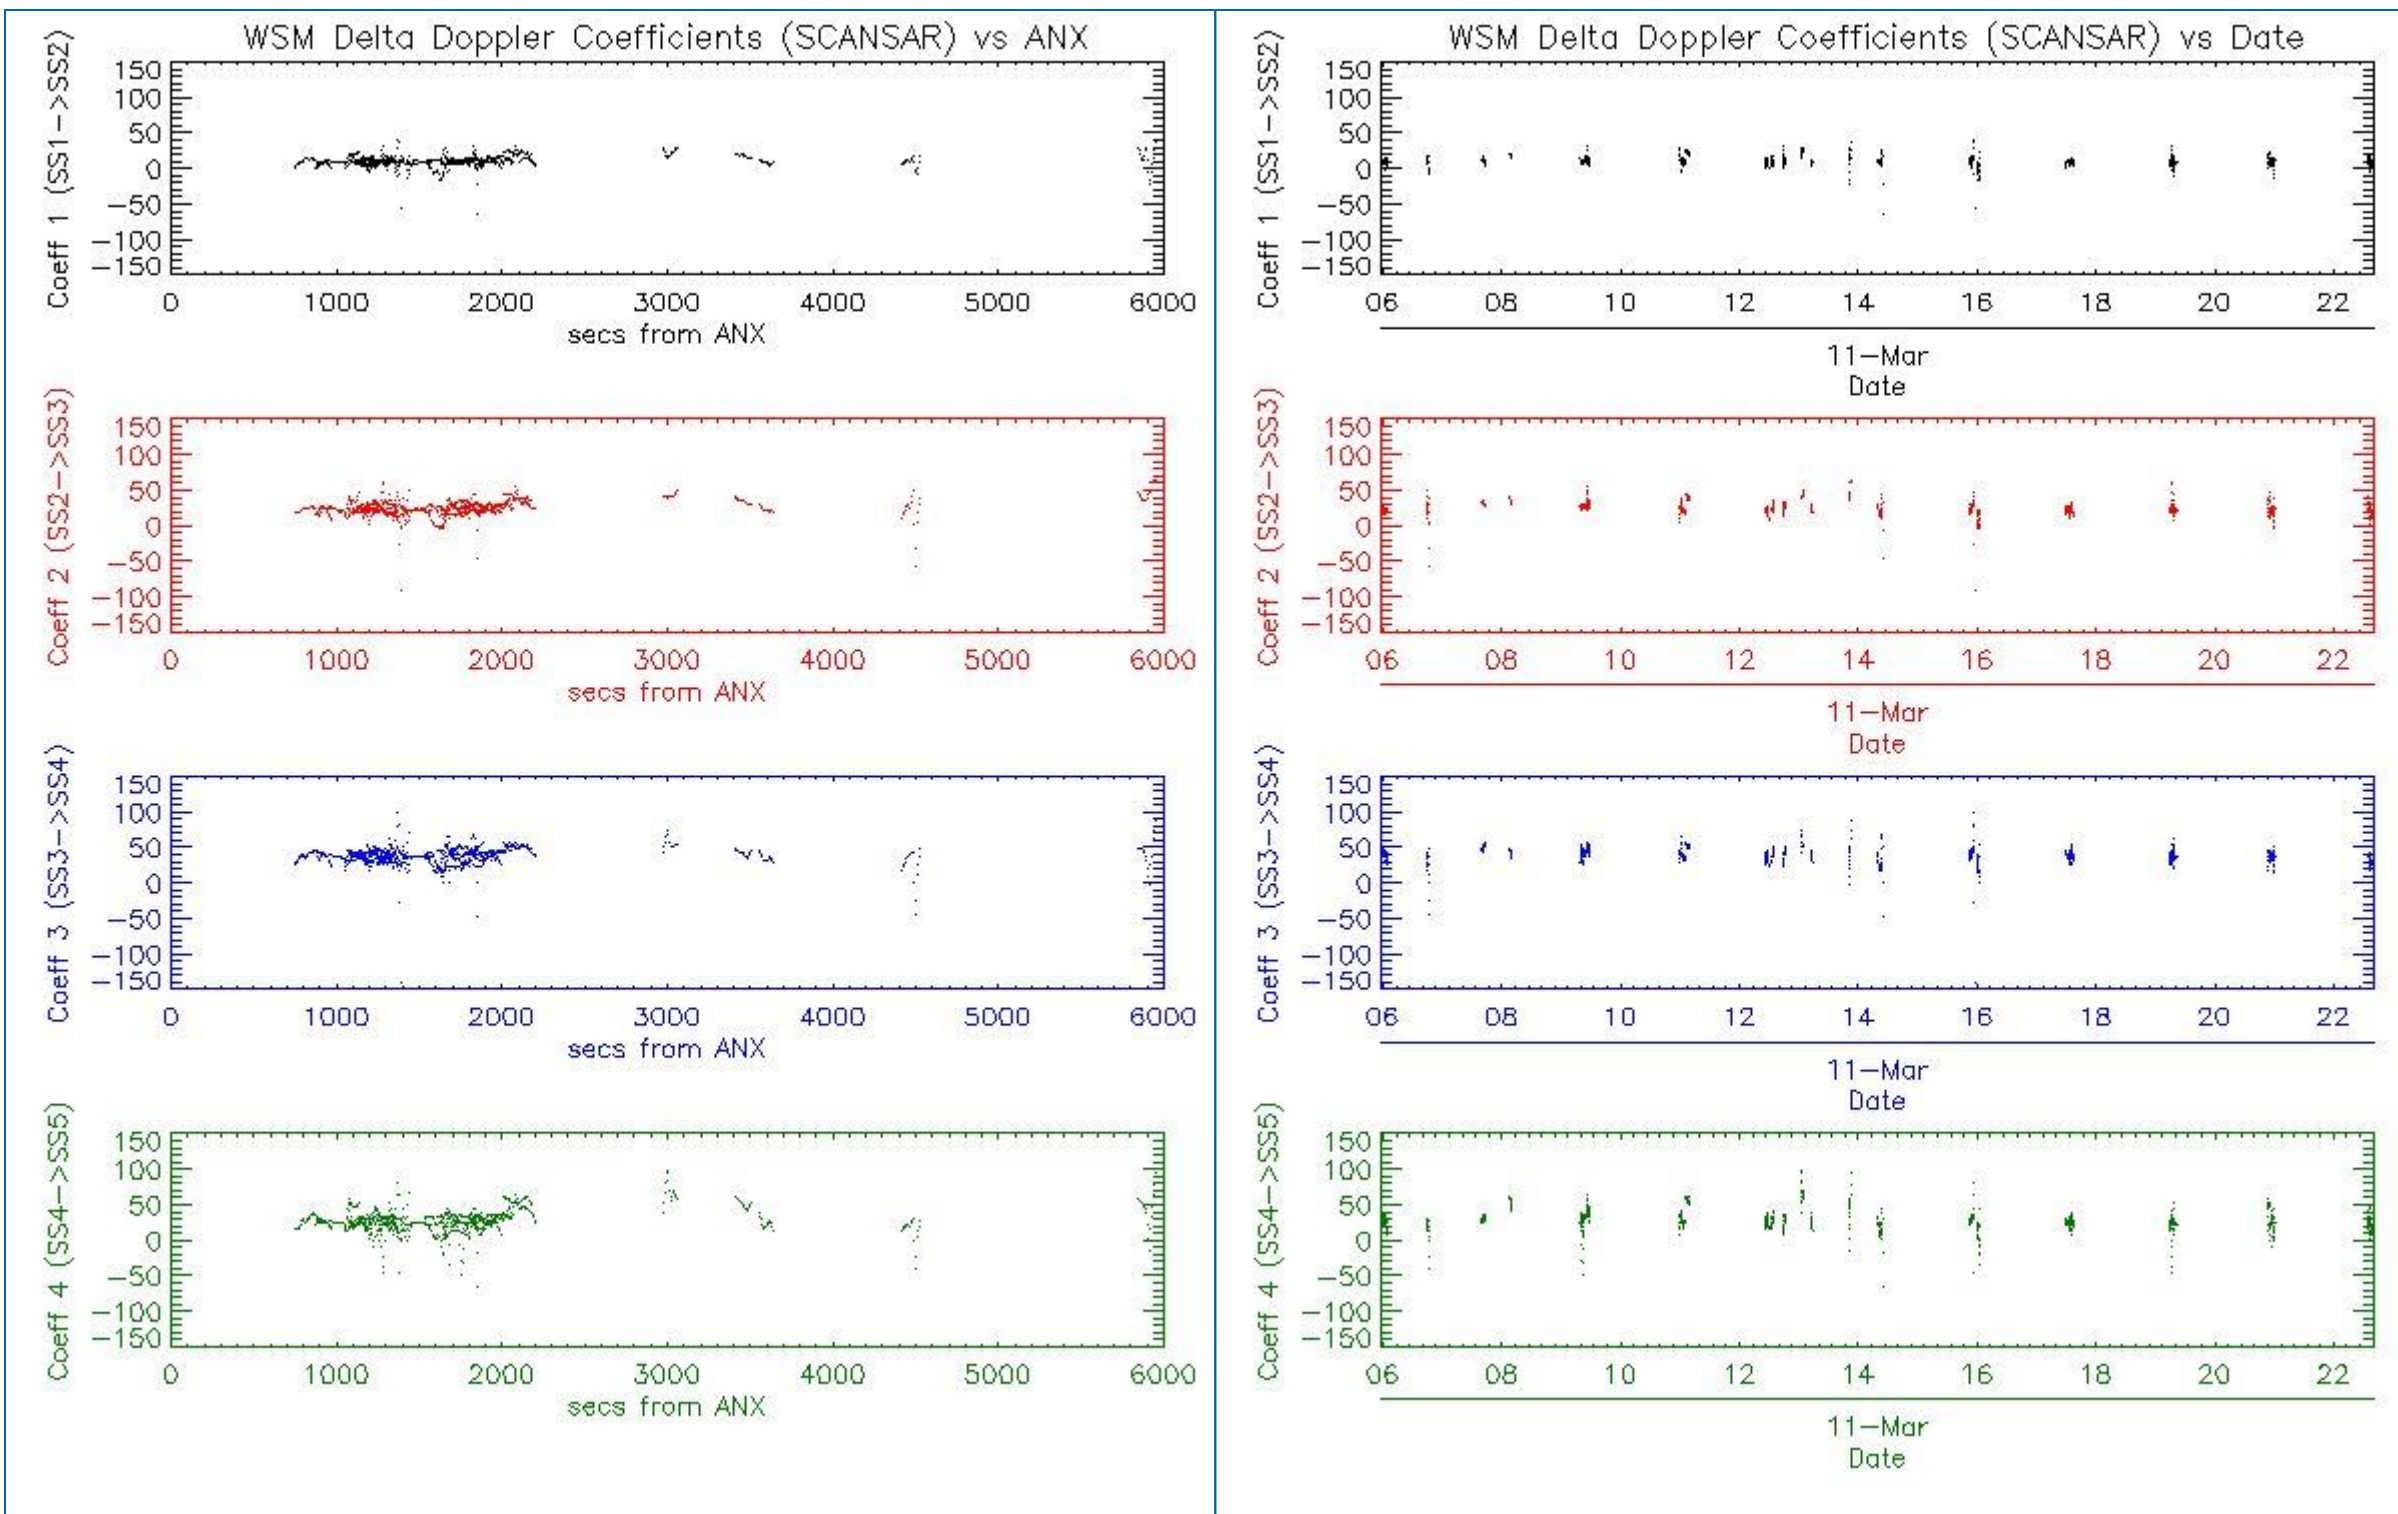 WSM Delta Doppler Coefficients (SCANSAR) vs ANX
Coeff 1 (SS1->SS2)
150
100
50
0
-50
-100
-150
0 1000 2000 3000 4000 5000 6000
secs from ANX
Coeff 2 (SS2->SS3)
150
100
50
0
-50
-100
-150
0 1000 2000 3000 4000 5000 6000
secs from ANX
Coeff 3 (SS3->SS4)
150
100
50
0
-50
-100
-150
0 1000 2000 3000 4000 5000 6000
secs from ANX
Coeff 4 (SS4->SS5)
150
100
50
0
-50
-100
-150
0 1000 2000 3000 4000 5000 6000
secs from ANX
WSM Delta Doppler Coefficients (SCANSAR) vs Date
Coeff 1 (SS1->SS2)
150
100
50
0
-50
-100
-150
06 08 10 12 14 16 18 20 22
11-Mar
Date
Coeff 2 (SS2->SS3)
150
100
50
0
-50
-100
-150
06 08 10 12 14 16 18 20 22
11-Mar
Date
Coeff 3 (SS3->SS4)
150
100
50
0
-50
-100
-150
06 08 10 12 14 16 18 20 22
11-Mar
Date
Coeff 4 (SS4->SS5)
150
100
50
0
-50
-100
-150
06 08 10 12 14 16 18 20 22
11-Mar
Date